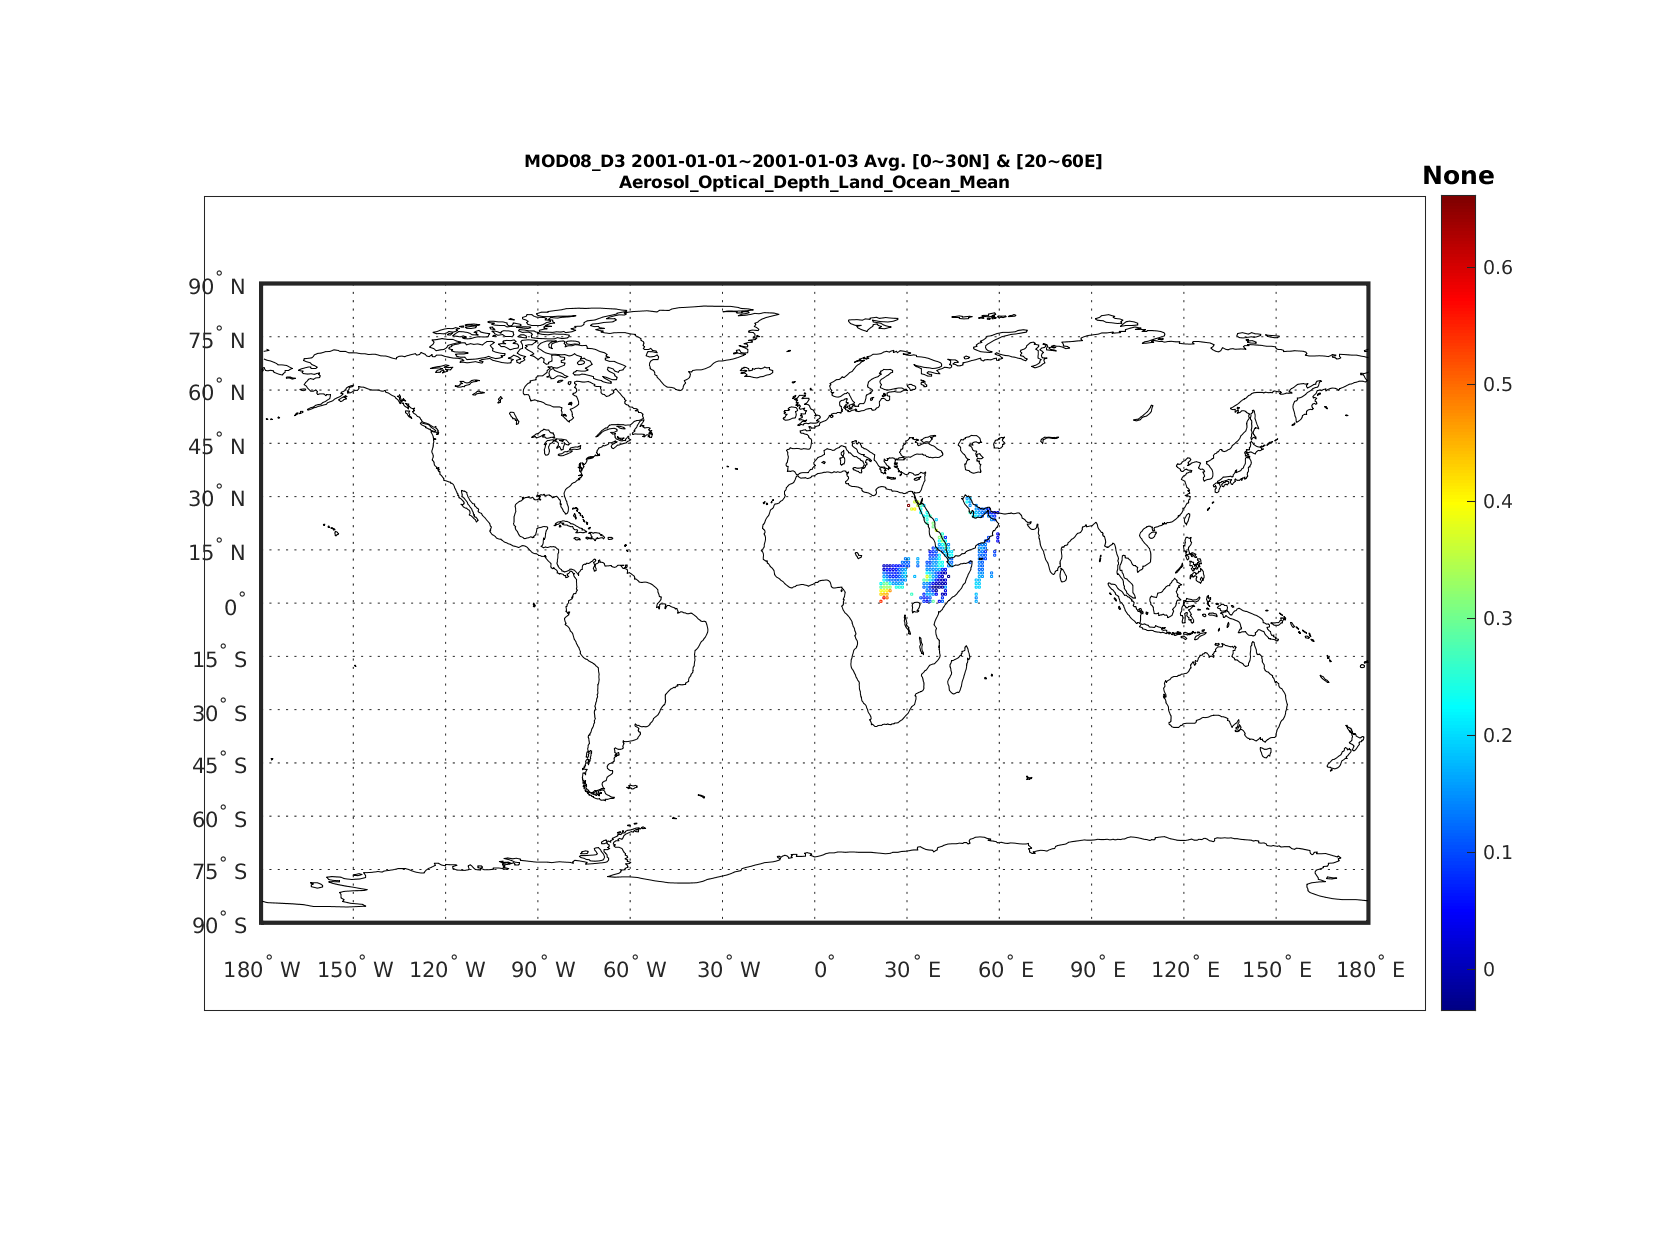 MOD08_D3 2001-01-01~2001-01-03 Avg. [0~30N] & [20~60E]
Aerosol_Optical_Depth_Land_Ocean_Mean
None
90° N
75° N
60° N
45° N
30° N
15° N
0°
15° S
30° S
45° S
60° S
75° S
90° S
180° W 150° W 120° W 90° W 60° W 30° W 0° 30° E 60° E 90° E 120° E 150° E 180° E
0.6
0.5
0.4
0.3
0.2
0.1
0